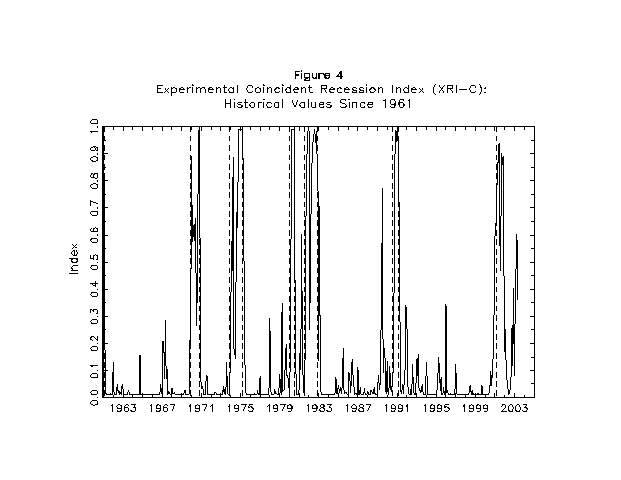 Figure 4
Experimental Coincident Recession Index (XRI-C):
Historical Values Since 1961
Index
1.0
0.9
0.8
0.7
0.6
0.5
0.4
0.3
0.2
0.1
0.0
1963 1967 1971 1975 1979 1983 1987 1991 1995 1999 2003